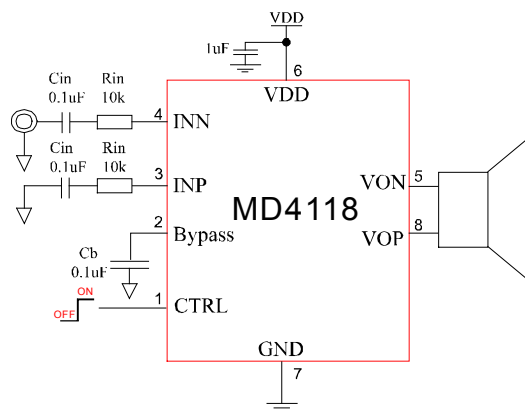 VDD
1uF
6
VDD
Cin
Rin
0.1uF
10k
4
INN
Cin
Rin
0.1uF
10k
3
INP
VON
5
MD4118
2
Bypass
VOP
8
Cb
0.1uF
ON
OFF
1
CTRL
GND
7